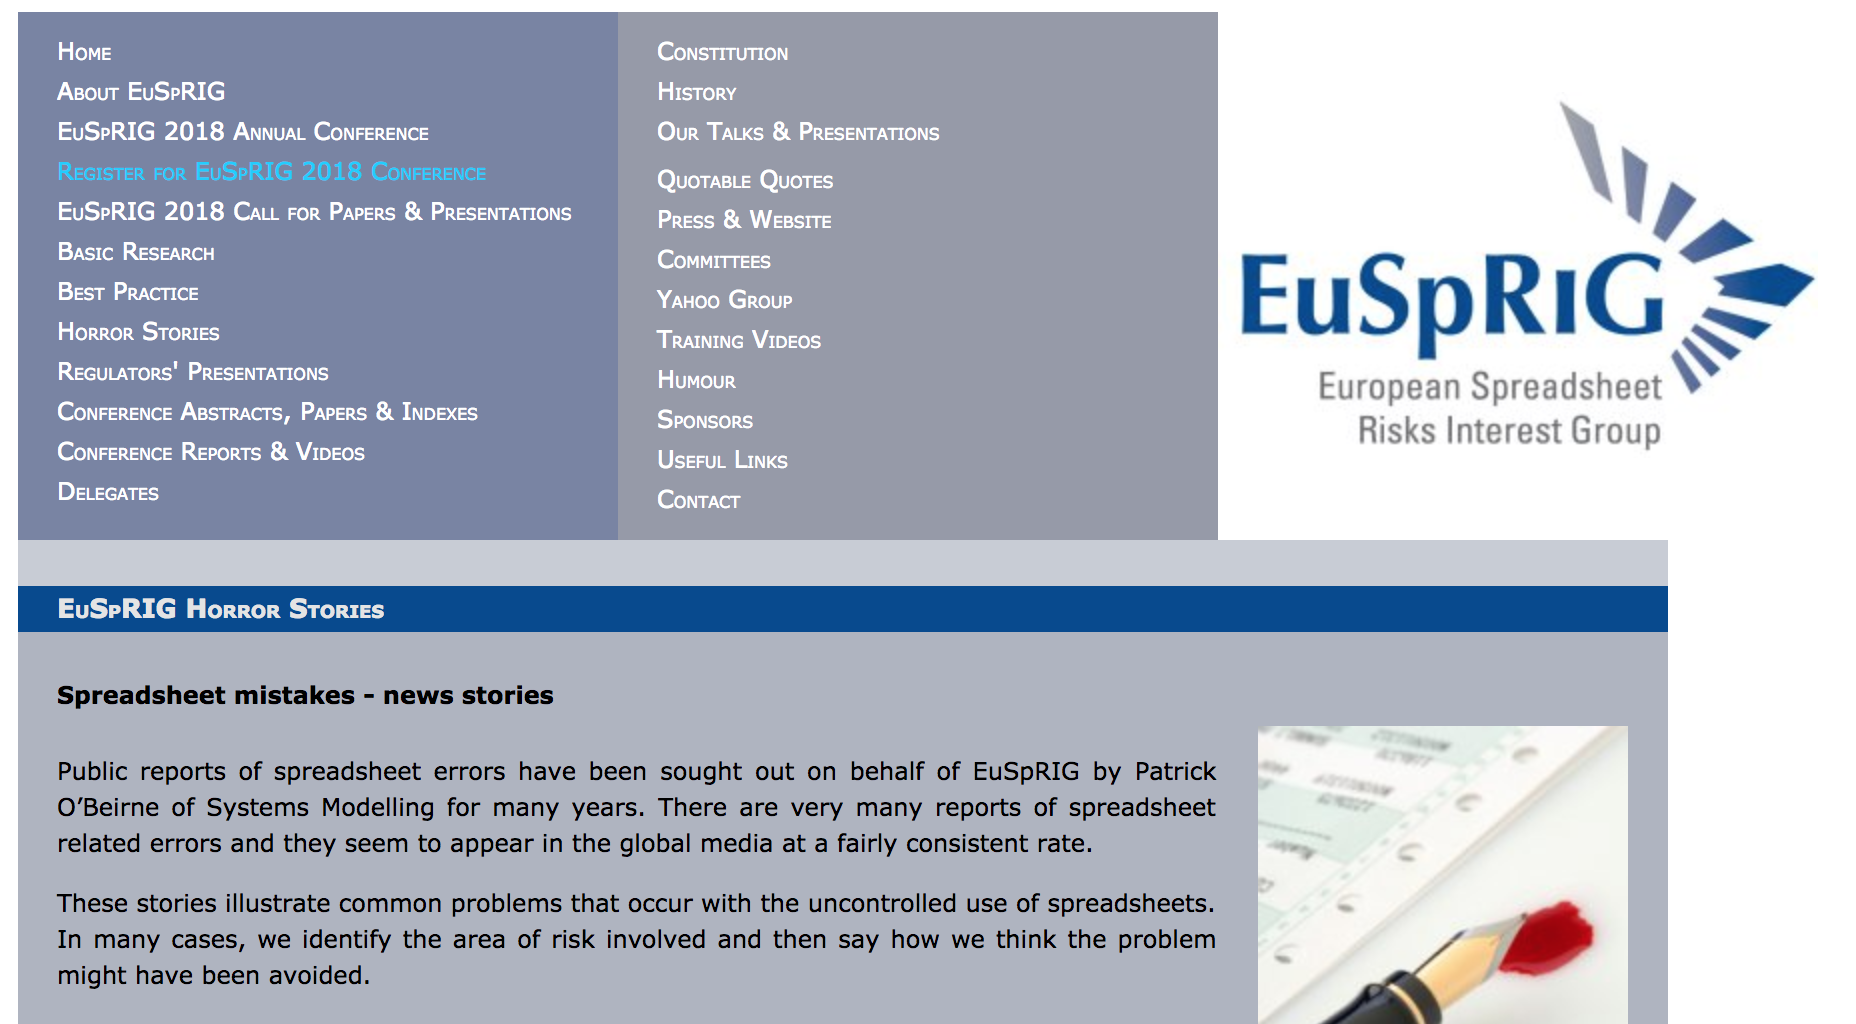 Home
About EuSpRIG
EuSpRIG 2018 Annual Conference
Register for EuSpRIG 2018 Conference
EuSpRIG 2018 Call for Papers & Presentations
Basic Research
Best Practice
Horror Stories
Regulators' Presentations
Conference Abstracts, Papers & Indexes
Conference Reports & Videos
Delegates
Constitution
History
Our Talks & Presentations
Quotable Quotes
Press & Website
Committees
Yahoo Group
Training Videos
Humour
Sponsors
Useful Links
Contact
EuSpRIG
European Spreadsheet
Risks Interest Group
EuSpRIG Horror Stories
Spreadsheet mistakes - news stories
Public reports of spreadsheet errors have been sought out on behalf of EuSpRIG by Patrick
O’Beirne of Systems Modelling for many years. There are very many reports of spreadsheet
related errors and they seem to appear in the global media at a fairly consistent rate.
These stories illustrate common problems that occur with the uncontrolled use of spreadsheets.
In many cases, we identify the area of risk involved and then say how we think the problem
might have been avoided.